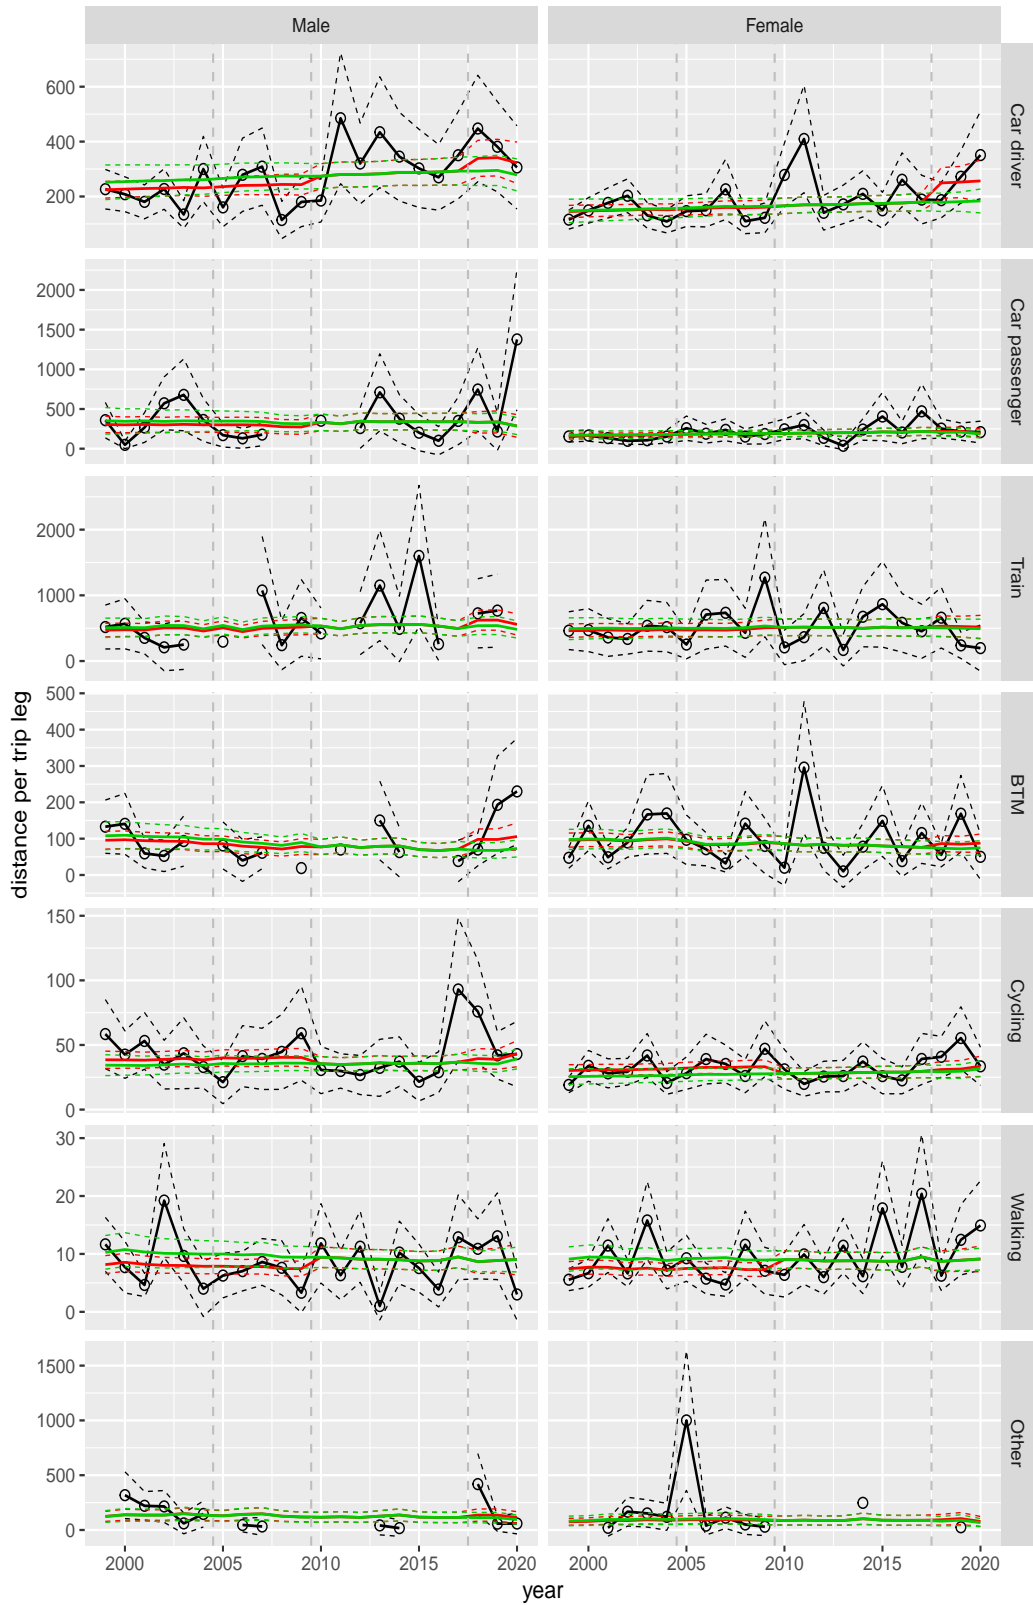 Male Female
600
400
200
Car driver
2000
1500
1000
500
0
Car passenger
2000
1000
0
Train
500
400
300
200
100
0
BTM
150
100
50
0
Cycling
30
20
10
0
Walking
1500
1000
500
0
Other
2000 2005 2010 2015 2020 2000 2005 2010 2015 2020
year
distance per trip leg